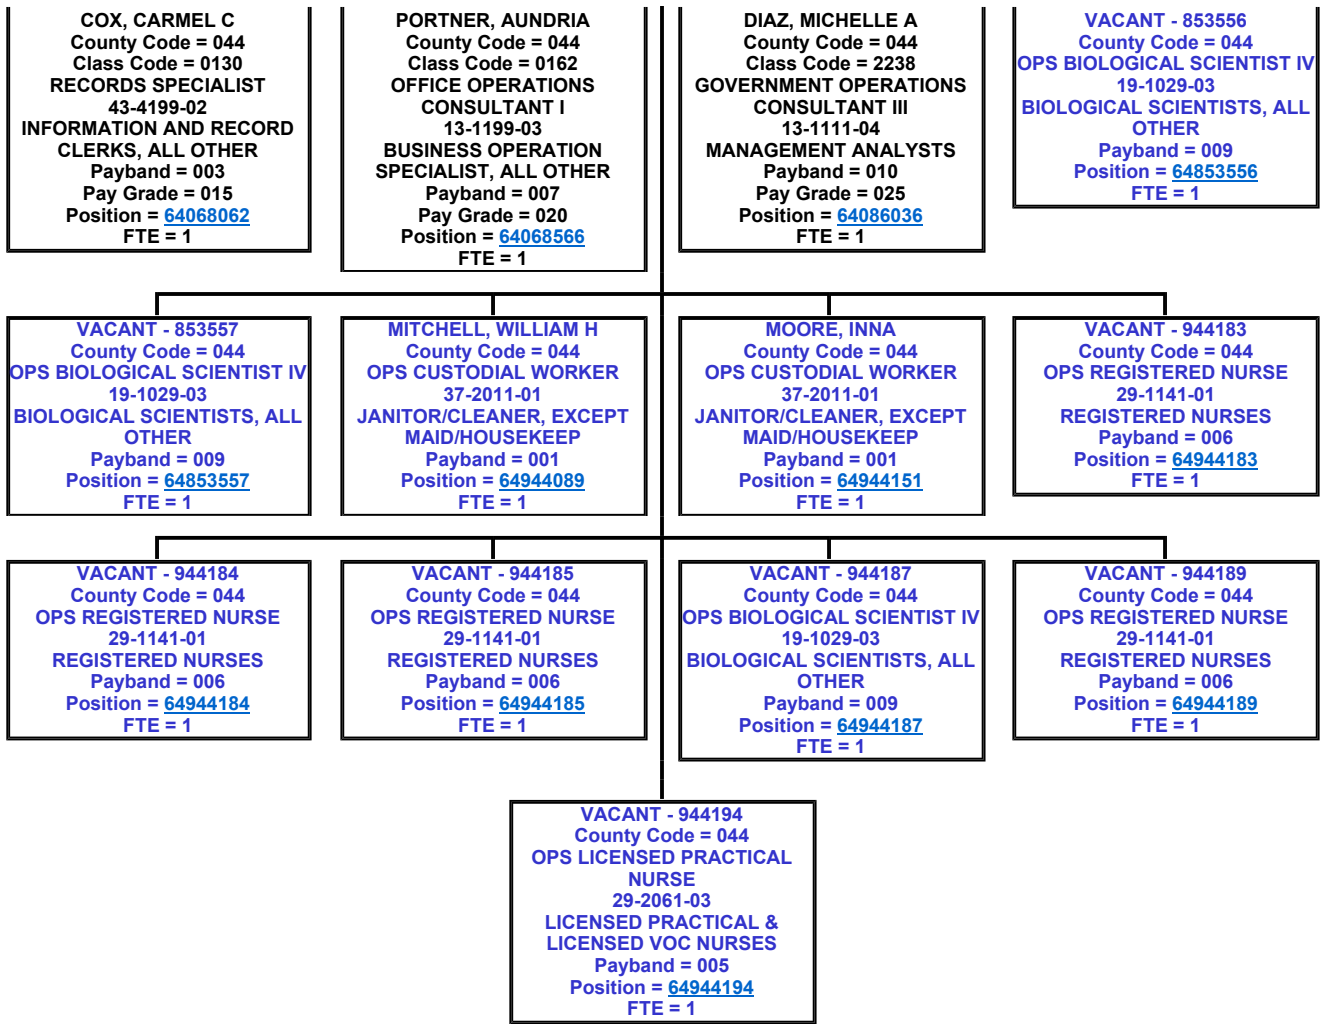 COX, CARMEL C
County Code = 044
Class Code = 0130
RECORDS SPECIALIST
43-4199-02
INFORMATION AND RECORD
CLERKS, ALL OTHER
Payband = 003
Pay Grade = 015
Position = 64068062
FTE = 1
PORTNER, AUNDRIA
County Code = 044
Class Code = 0162
OFFICE OPERATIONS
CONSULTANT I
13-1199-03
BUSINESS OPERATION
SPECIALIST, ALL OTHER
Payband = 007
Pay Grade = 020
Position = 64068566
FTE = 1
DIAZ, MICHELLE A
County Code = 044
Class Code = 2238
GOVERNMENT OPERATIONS
CONSULTANT III
13-1111-04
MANAGEMENT ANALYSTS
Payband = 010
Pay Grade = 025
Position = 64086036
FTE = 1
VACANT - 853556
County Code = 044
OPS BIOLOGICAL SCIENTIST IV
19-1029-03
BIOLOGICAL SCIENTISTS, ALL
OTHER
Payband = 009
Position = 64853556
FTE = 1
VACANT - 853557
County Code = 044
OPS BIOLOGICAL SCIENTIST IV
19-1029-03
BIOLOGICAL SCIENTISTS, ALL
OTHER
Payband = 009
Position = 64853557
FTE = 1
MITCHELL, WILLIAM H
County Code = 044
OPS CUSTODIAL WORKER
37-2011-01
JANITOR/CLEANER, EXCEPT
MAID/HOUSEKEEP
Payband = 001
Position = 64944089
FTE = 1
MOORE, INNA
County Code = 044
OPS CUSTODIAL WORKER
37-2011-01
JANITOR/CLEANER, EXCEPT
MAID/HOUSEKEEP
Payband = 001
Position = 64944151
FTE = 1
VACANT - 944183
County Code = 044
OPS REGISTERED NURSE
29-1141-01
REGISTERED NURSES
Payband = 006
Position = 64944183
FTE = 1
VACANT - 944184
County Code = 044
OPS REGISTERED NURSE
29-1141-01
REGISTERED NURSES
Payband = 006
Position = 64944184
FTE = 1
VACANT - 944185
County Code = 044
OPS REGISTERED NURSE
29-1141-01
REGISTERED NURSES
Payband = 006
Position = 64944185
FTE = 1
VACANT - 944187
County Code = 044
OPS BIOLOGICAL SCIENTIST IV
19-1029-03
BIOLOGICAL SCIENTISTS, ALL
OTHER
Payband = 009
Position = 64944187
FTE = 1
VACANT - 944189
County Code = 044
OPS REGISTERED NURSE
29-1141-01
REGISTERED NURSES
Payband = 006
Position = 64944189
FTE = 1
VACANT - 944194
County Code = 044
OPS LICENSED PRACTICAL
NURSE
29-2061-03
LICENSED PRACTICAL &
LICENSED VOC NURSES
Payband = 005
Position = 64944194
FTE = 1